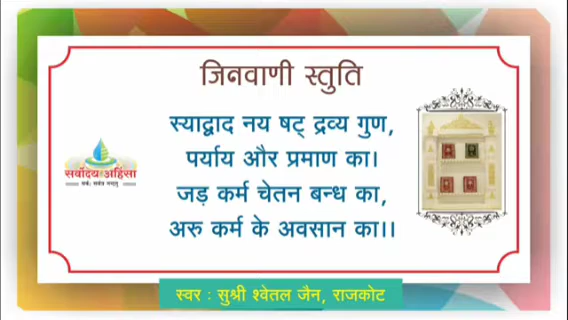 जिनवाणी स्तुति
स्याद्वाद नय षट् द्रव्य गुण,
पर्याय और प्रमाण का।
जड़ कर्म चेतन बन्ध का,
अरु कर्म के अवसान का।।
सर्वोदय अहिंसा
स्वर : सुश्री श्वेतल जैन, राजकोट